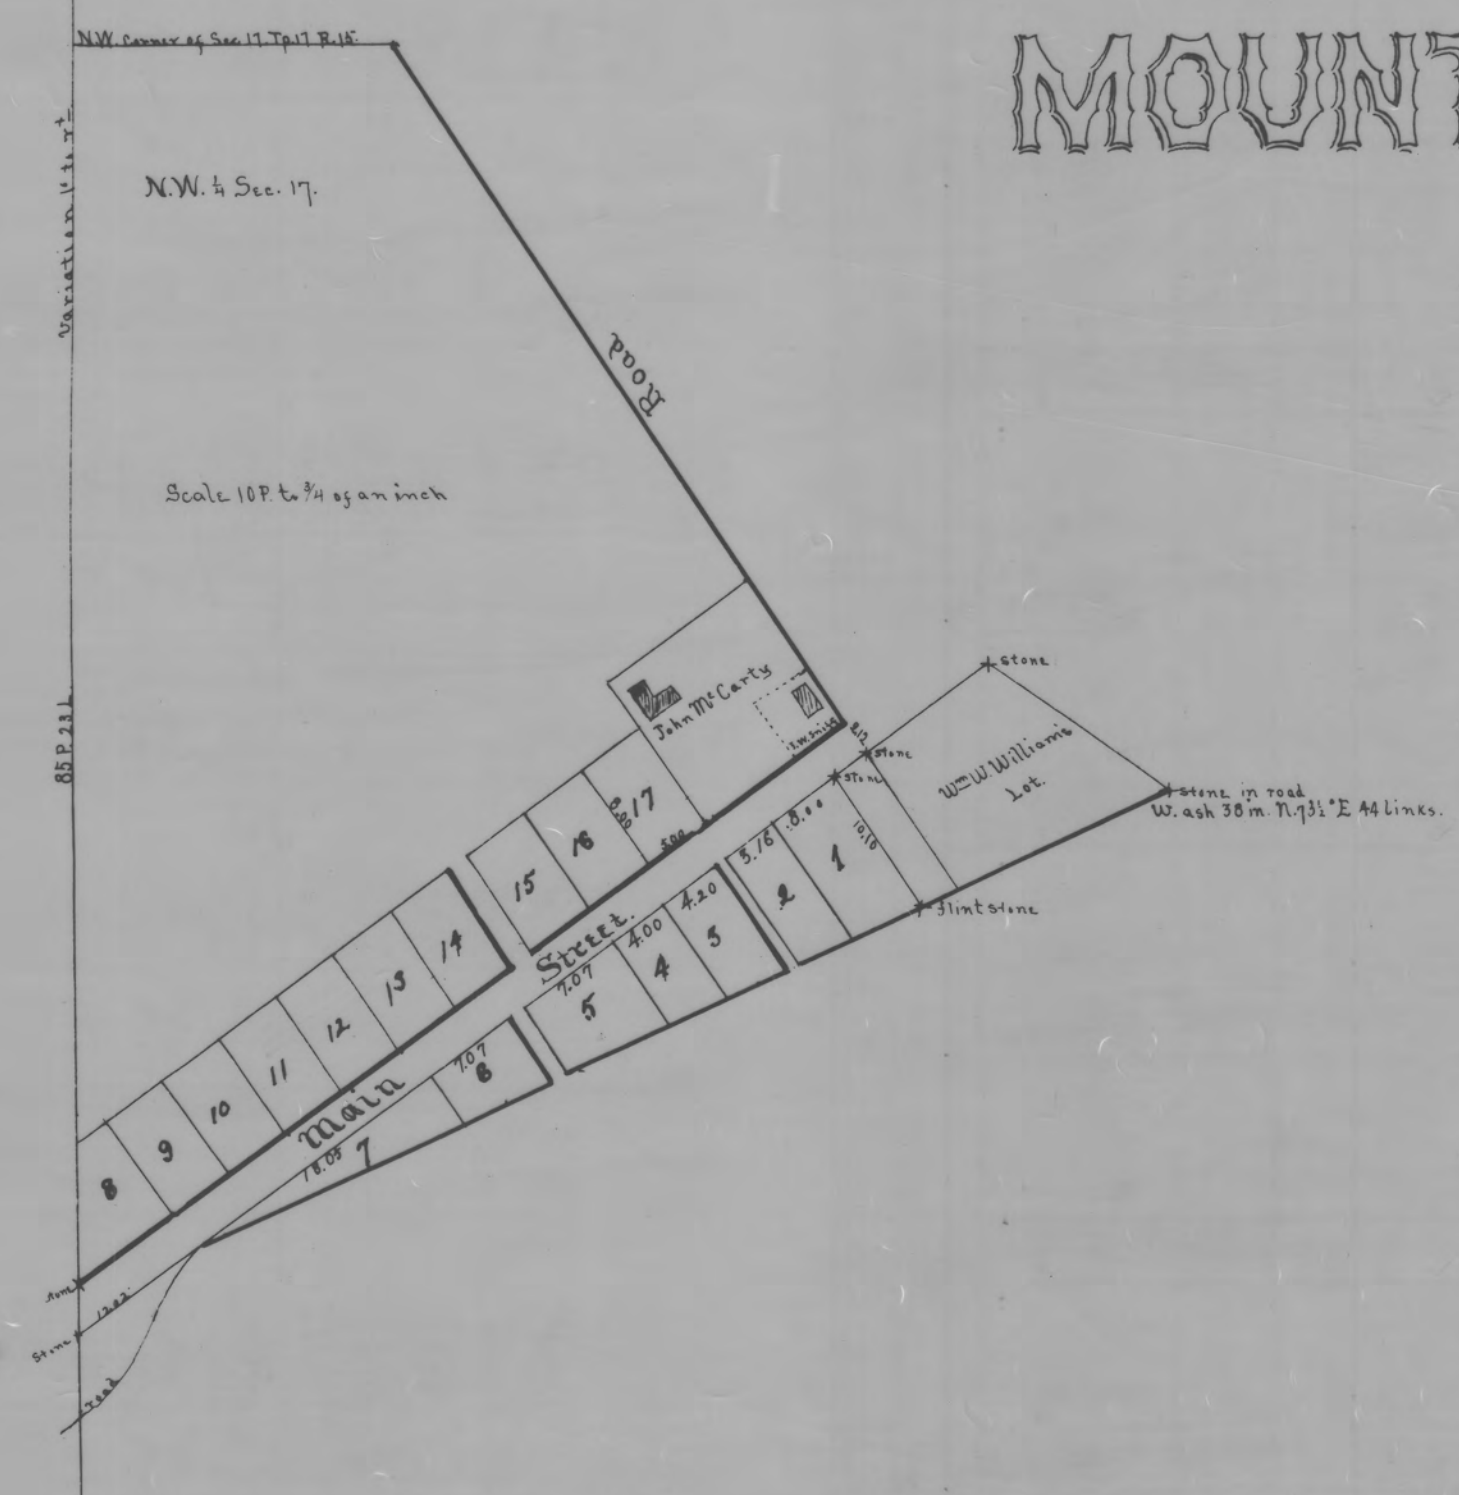 N.W. Corner of Sec. 17. Tp. 17 R. 15.
MOUNT
Variation
N.W. ¼ Sec. 17.
Road
Scale 10 P. to ¾ of an inch
85 P. 23 L.
John McCarty
stone
2.12
stone
stone
Wm. W. William's
Lot.
stone in road
W. ash 38 in. N. 73½° E 44 links.
17
8.00
5.00
16
15
3.16
8.00
10.10
1
2
flint stone
4.20
3
4.00
4
Street.
7.07
5
14
13
12
11
10
9
8
Main
7.07
6
18.05
7
stone
12.02
Stone
road